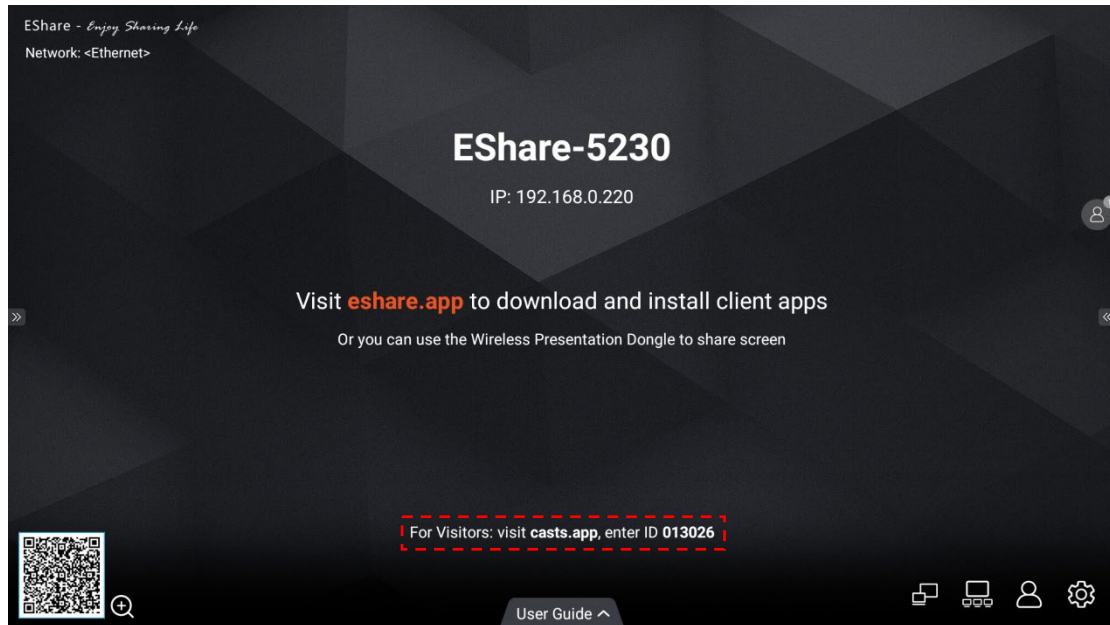 EShare - Enjoy Sharing Life
Network: <Ethernet>
EShare-5230
IP: 192.168.0.220
Visit eshare.app to download and install client apps
Or you can use the Wireless Presentation Dongle to share screen
For Visitors: visit casts.app, enter ID 013026
User Guide